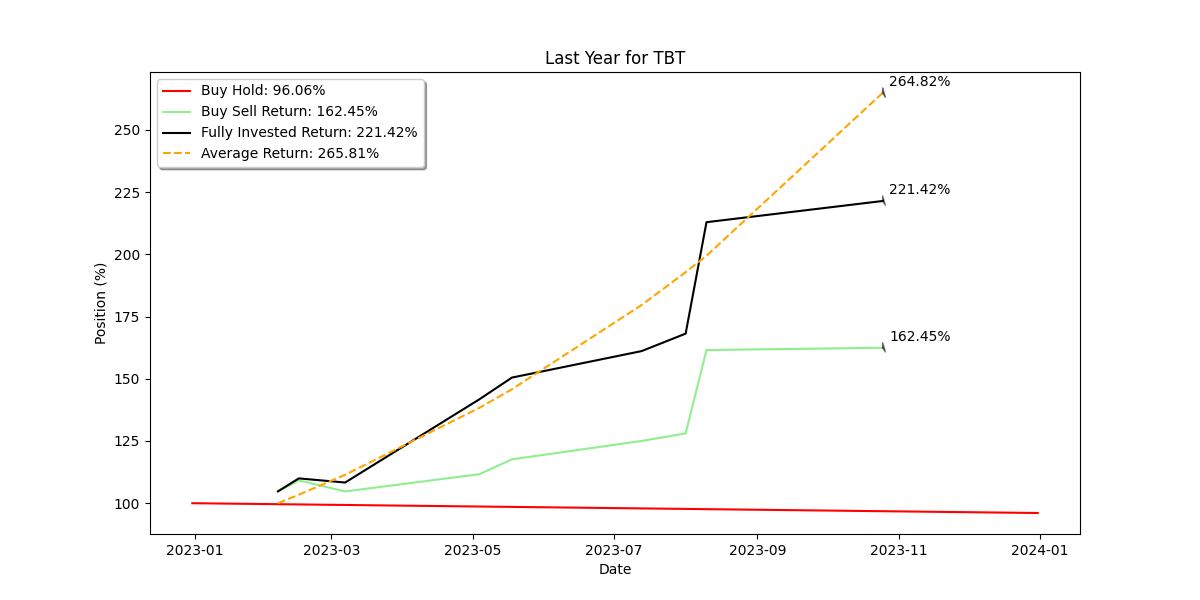 Last Year for TBT
Buy Hold: 96.06%
Buy Sell Return: 162.45%
Fully Invested Return: 221.42%
Average Return: 265.81%
264.82%
221.42%
162.45%
Position (%)
250
225
200
175
150
125
100
2023-01 2023-03 2023-05 2023-07 2023-09 2023-11 2024-01
Date